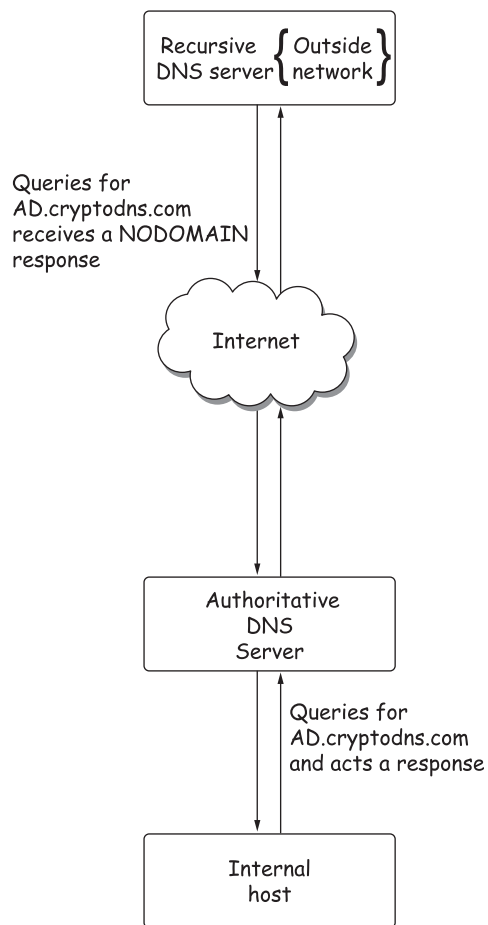 Recursive { Outside
DNS server network }
Queries for
AD.cryptodns.com
receives a NODOMAIN
response
Internet
Authoritative
DNS
Server
Queries for
AD.cryptodns.com
and acts a response
Internal
host